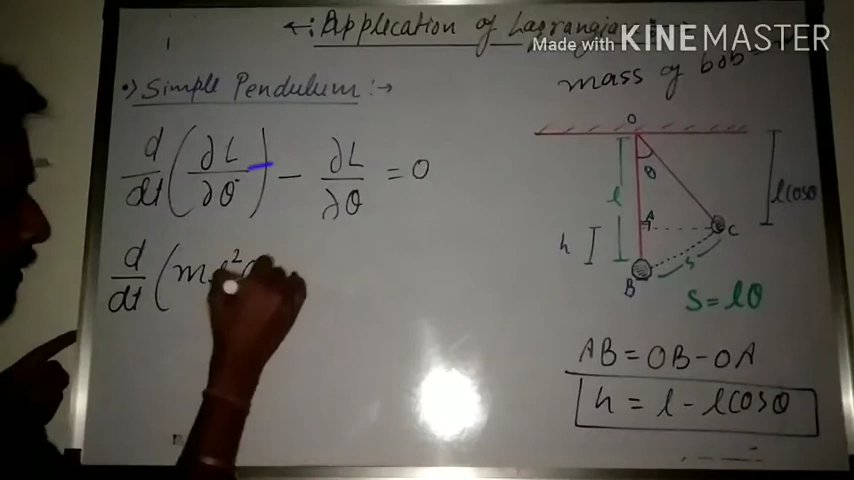 ←: Application of Lagrangian
Made with KINEMASTER
•) Simple Pendulum :→
mass of bob =
d/dt (∂L/∂θ̇) − ∂L/∂θ = 0
d/dt (m l²
O
θ
l
l cosθ
A
C
h
S
B
S = lθ
AB = OB - OA
h = l - l cosθ